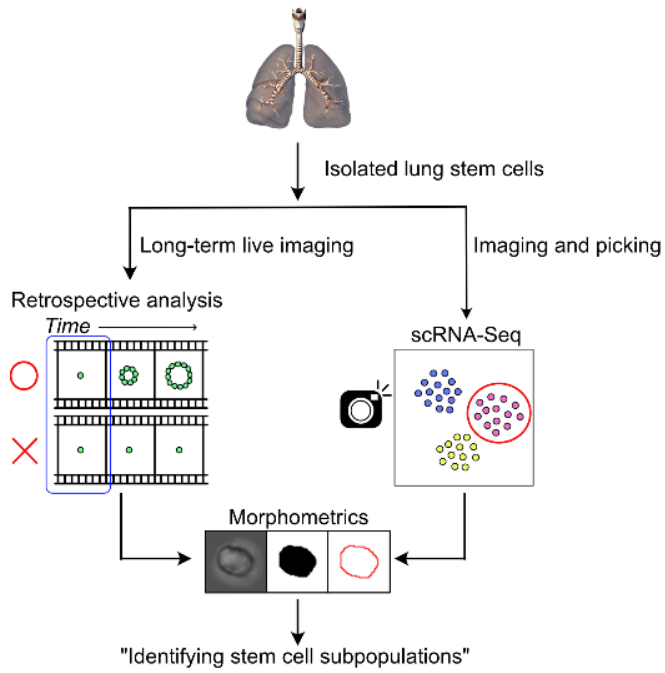 Isolated lung stem cells
Long-term live imaging
Imaging and picking
Retrospective analysis
Time
scRNA-Seq
Morphometrics
"Identifying stem cell subpopulations"